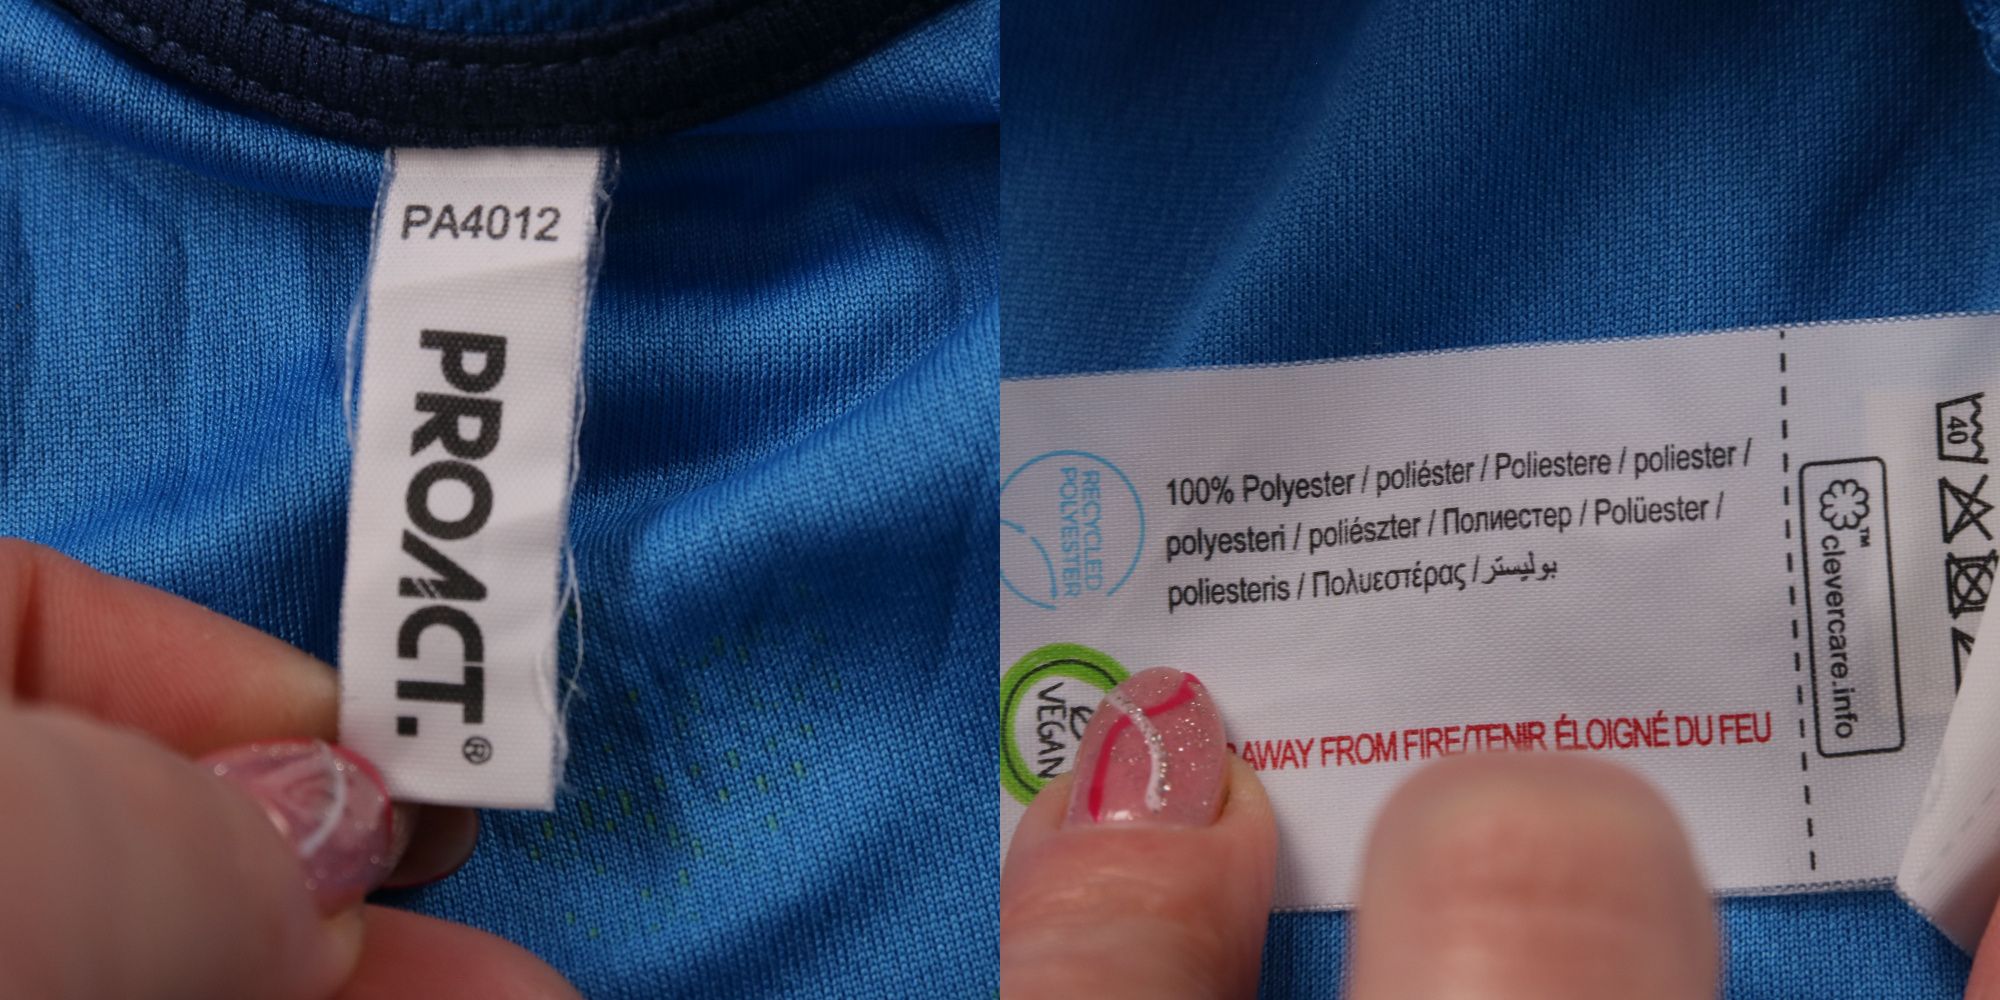 PA4012
PROACT.®
RECYCLED
POLYESTER
100% Polyester / poliéster / Poliestere / poliester /
polyesteri / poliészter / Полиестер / Polüester /
poliesteris / Πολυεστέρας / بوليستر
VEGAN
AWAY FROM FIRE/TENIR ÉLOIGNÉ DU FEU
clevercare.info
™
40